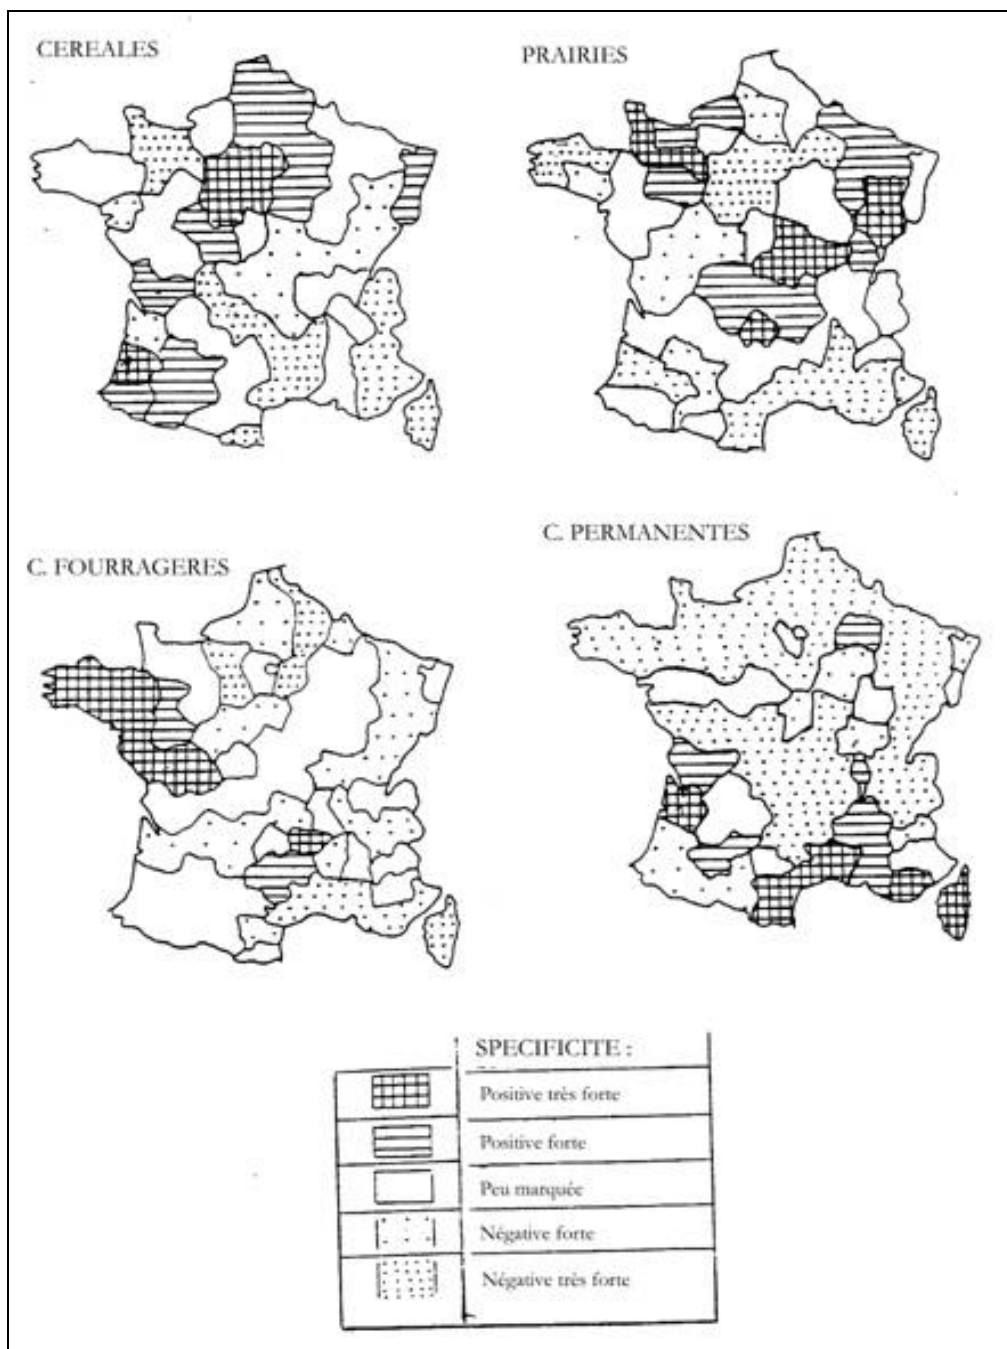 CEREALES
PRAIRIES
C. FOURRAGERES
C. PERMANENTES
SPECIFICITE :
Positive très forte
Positive forte
Peu marquée
Négative forte
Négative très forte